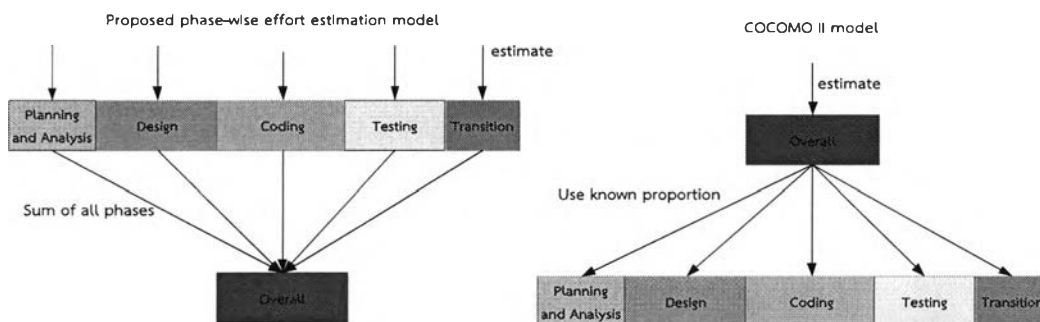 Proposed phase-wise effort estimation model
estimate
Planning
and Analysis
Design
Coding
Testing
Transition
Sum of all phases
Overall
COCOMO II model
estimate
Overall
Use known proportion
Planning
and Analysis
Design
Coding
Testing
Transition